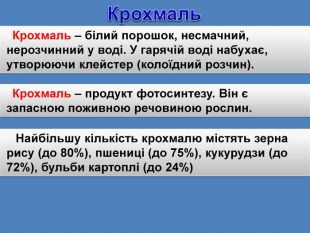 Крохмаль
Крохмаль – білий порошок, несмачний,
нерозчинний у воді. У гарячій воді набухає,
утворюючи клейстер (колоїдний розчин).
Крохмаль – продукт фотосинтезу. Він є
запасною поживною речовиною рослин.
Найбільшу кількість крохмалю містять зерна
рису (до 80%), пшениці (до 75%), кукурудзи (до
72%), бульби картоплі (до 24%)